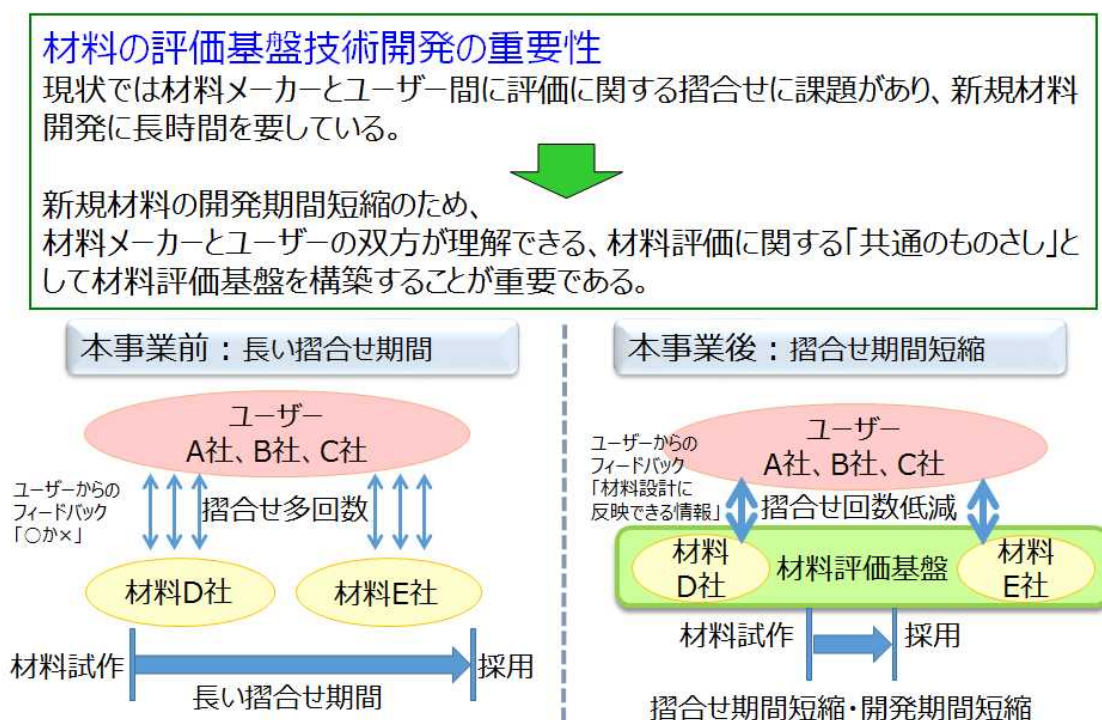 材料の評価基盤技術開発の重要性
現状では材料メーカーとユーザー間に評価に関する摺合せに課題があり、新規材料
開発に長時間を要している。
新規材料の開発期間短縮のため、
材料メーカーとユーザーの双方が理解できる、材料評価に関する「共通のものさし」と
して材料評価基盤を構築することが重要である。
本事業前：長い摺合せ期間
ユーザー
A社、B社、C社
ユーザーからの
フィードバック
「○か×」
摺合せ多回数
材料D社
材料E社
材料試作
採用
長い摺合せ期間
本事業後：摺合せ期間短縮
ユーザー
A社、B社、C社
ユーザーからの
フィードバック
「材料設計に
反映できる情報」
摺合せ回数低減
材料
D社
材料評価基盤
材料
E社
材料試作
採用
摺合せ期間短縮・開発期間短縮